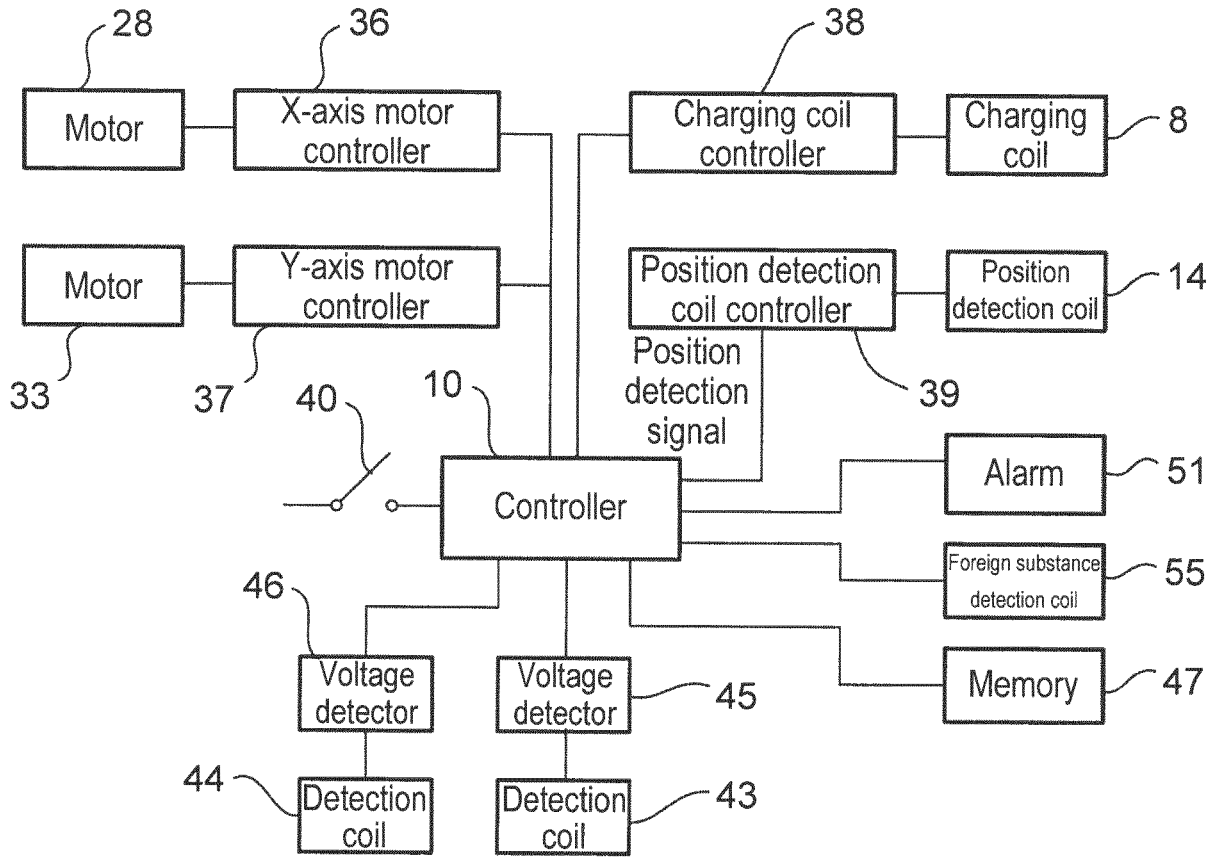 28
36
38
Motor
X-axis motor
controller
Charging coil
controller
Charging
coil
8
Motor
Y-axis motor
controller
Position detection
coil controller
Position
detection coil
14
33
37
40
10
Position
detection
signal
39
Controller
Alarm
51
Foreign substance
detection coil
55
46
Voltage
detector
Voltage
detector
45
Memory
47
44
Detection
coil
Detection
coil
43